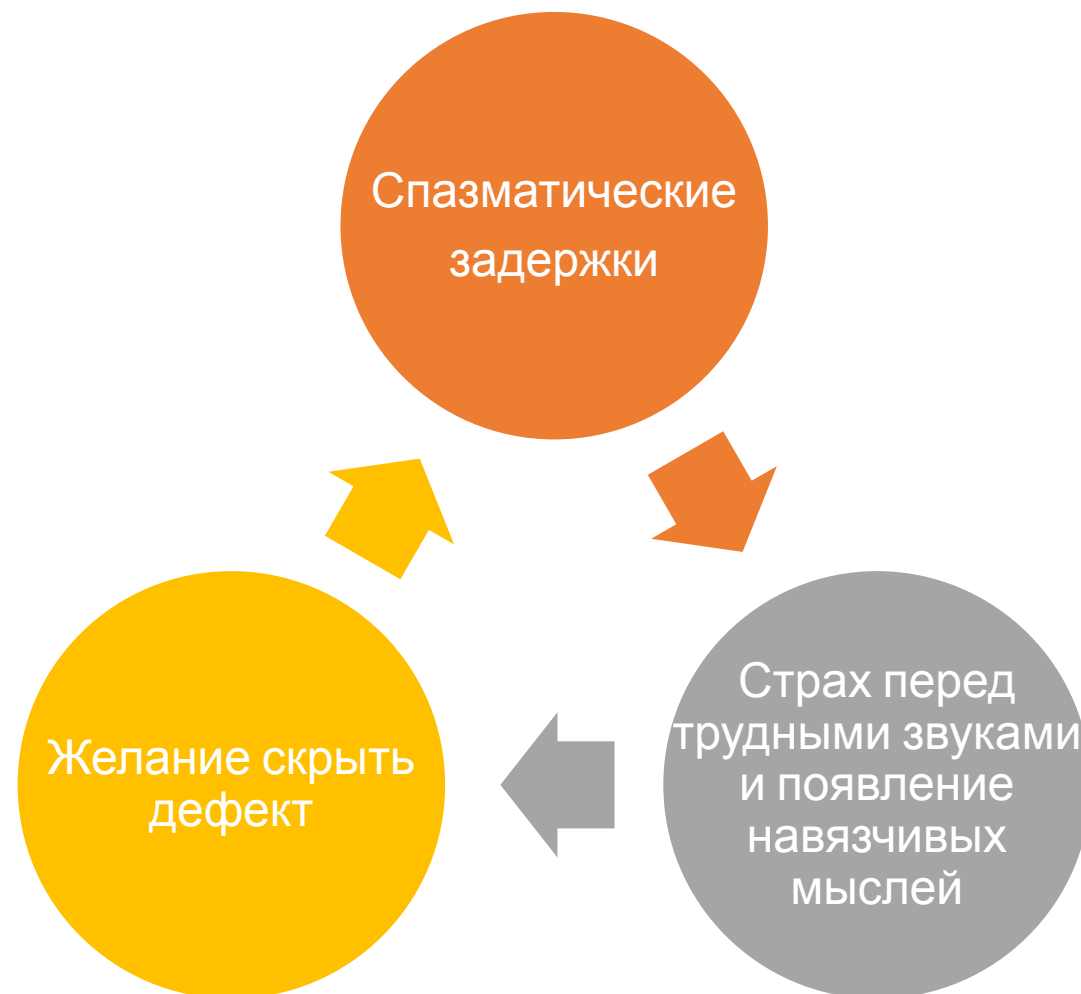 Спазматические
задержки
Страх перед
трудными звуками
и появление
навязчивых
мыслей
Желание скрыть
дефект